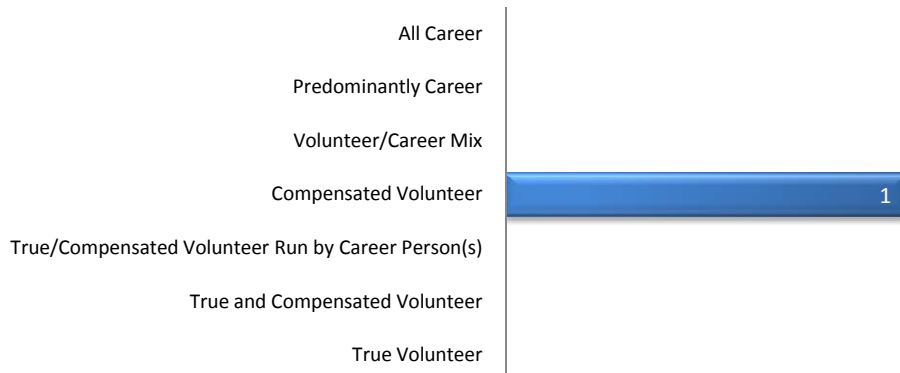 All Career
Predominantly Career
Volunteer/Career Mix
Compensated Volunteer
1
True/Compensated Volunteer Run by Career Person(s)
True and Compensated Volunteer
True Volunteer